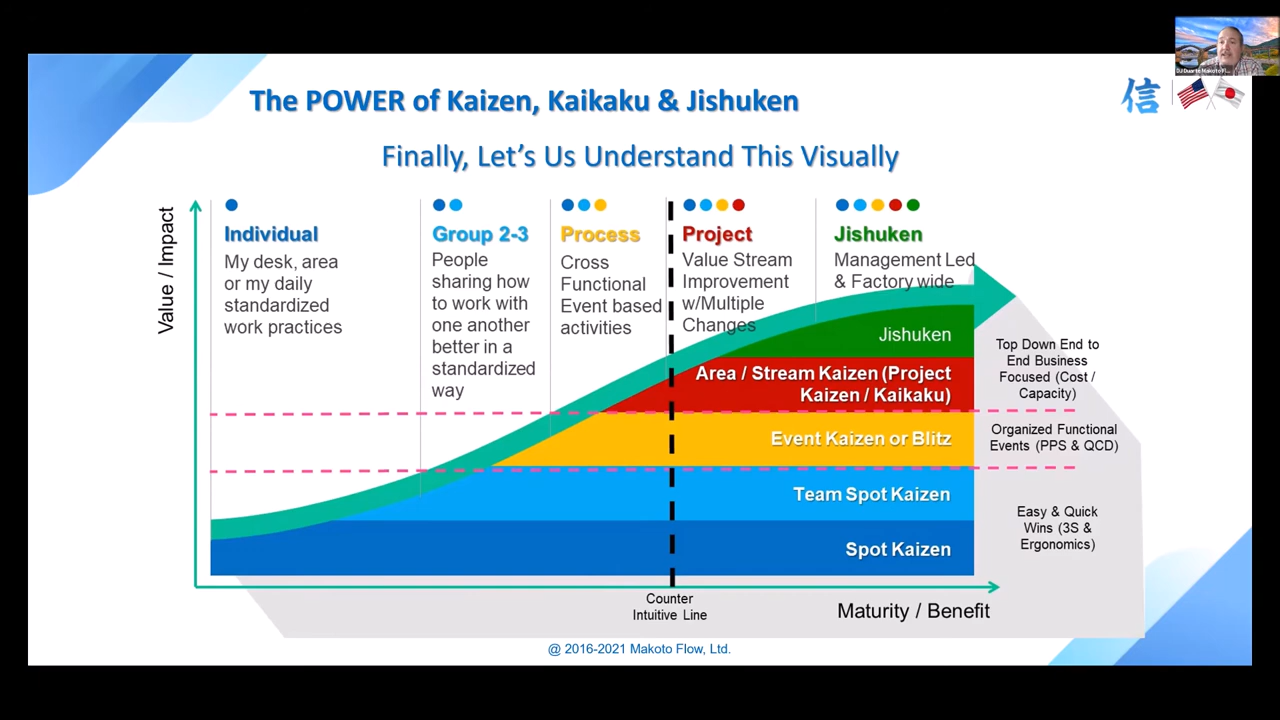 DJ Duarte Makoto Fl...
The POWER of Kaizen, Kaikaku & Jishuken
信
Finally, Let's Us Understand This Visually
Value / Impact
Individual
My desk, area
or my daily
standardized
work practices
Group 2-3
People
sharing how
to work with
one another
better in a
standardized
way
Process
Cross
Functional
Event based
activities
Project
Value Stream
Improvement
w/Multiple
Changes
Jishuken
Management Led
& Factory wide
Jishuken
Area / Stream Kaizen (Project
Kaizen / Kaikaku)
Event Kaizen or Blitz
Team Spot Kaizen
Spot Kaizen
Top Down End to
End Business
Focused (Cost /
Capacity)
Organized Functional
Events (PPS & QCD)
Easy & Quick
Wins (3S &
Ergonomics)
Counter
Intuitive Line
Maturity / Benefit
@ 2016-2021 Makoto Flow, Ltd.